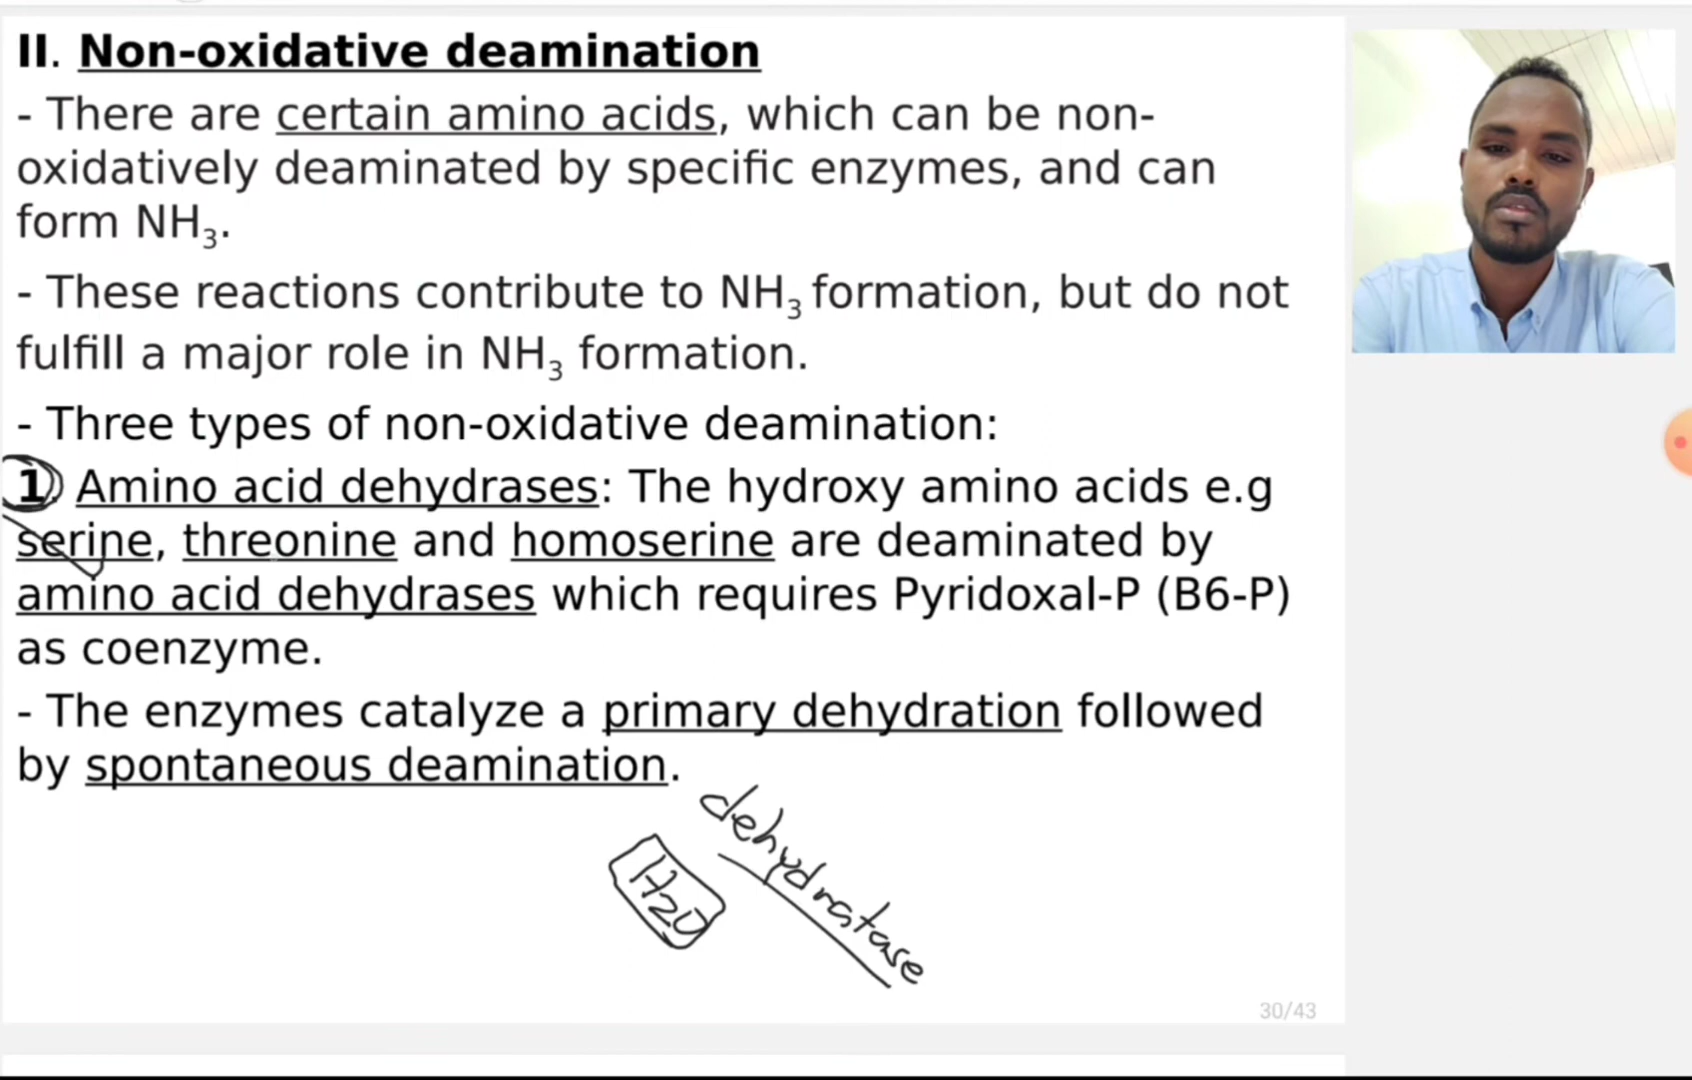 II. Non-oxidative deamination
- There are certain amino acids, which can be non-
oxidatively deaminated by specific enzymes, and can
form NH₃.
- These reactions contribute to NH₃ formation, but do not
fulfill a major role in NH₃ formation.
- Three types of non-oxidative deamination:
1) Amino acid dehydrases: The hydroxy amino acids e.g
serine, threonine and homoserine are deaminated by
amino acid dehydrases which requires Pyridoxal-P (B6-P)
as coenzyme.
- The enzymes catalyze a primary dehydration followed
by spontaneous deamination.
dehydratase
H2O
30/43